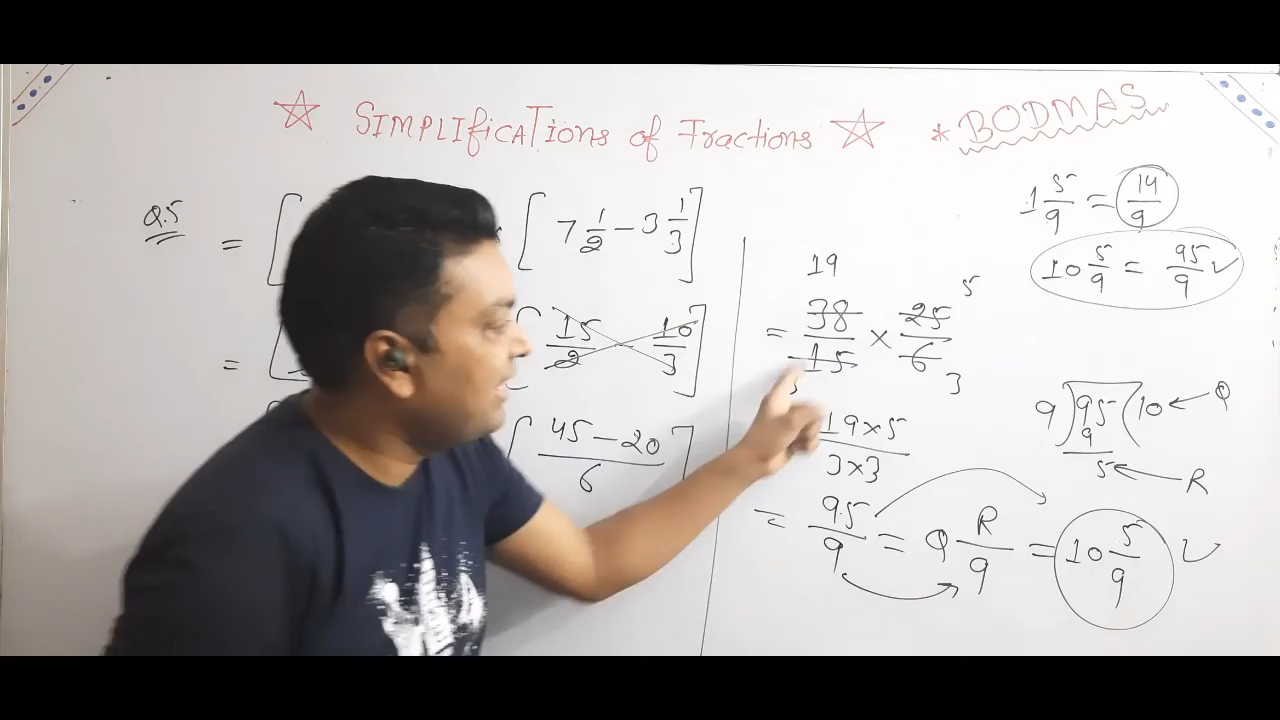 ☆ SIMPLIFICATIONS of Fractions ☆ * BODMAS
Q.5
= [ [ 7 1/2 - 3 1/3 ]
= [ [ 15/2 10/3 ]
[ (45 - 20)/6 ]
19
= 38/15 × 25/6 5
3
(19×5)/(3×3)
= 95/9 = Q R/9 = 10 5/9 ✓
1 5/9 = 14/9
10 5/9 = 95/9 ✓
9 ) 95 ( 10 ← Q
9
5 ← R